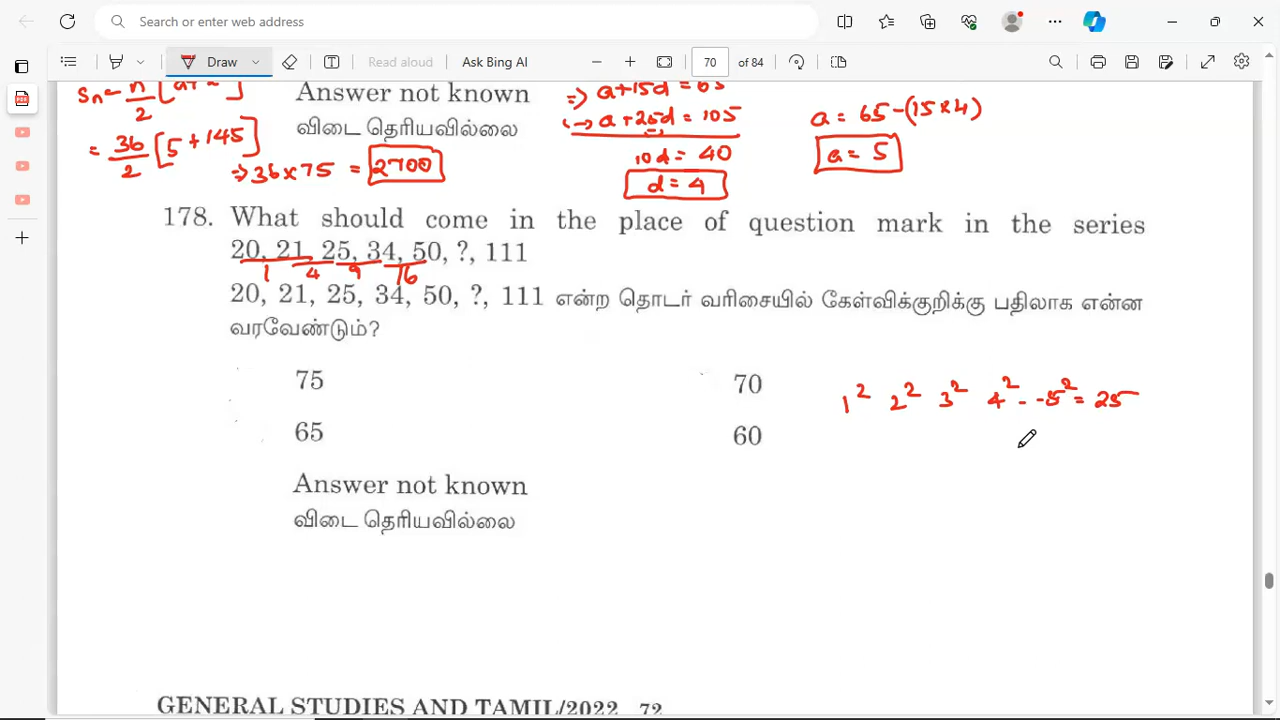 Search or enter web address
Draw
Read aloud
Ask Bing AI
70 of 84
Answer not known
விடை தெரியவில்லை
= 36/2 [5 + 145]
⇒ 36 x 75 = 2700
⇒ a + 15d = 65
a + 25d = 105
10d = 40
d = 4
a = 65 - (15 x 4)
a = 5
178. What should come in the place of question mark in the series
20, 21, 25, 34, 50, ?, 111
1 4 9 16
20, 21, 25, 34, 50, ?, 111 என்ற தொடர் வரிசையில் கேள்விக்குறிக்கு பதிலாக என்ன
வரவேண்டும்?
75 70
1² 2² 3² 4² - -5² = 25
65 60
Answer not known
விடை தெரியவில்லை
GENERAL STUDIES AND TAMIL/2022 72